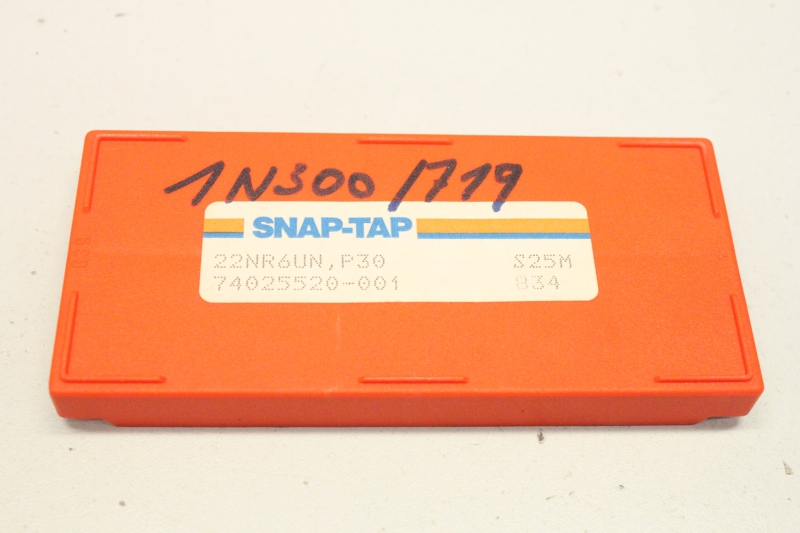 1N300/719
SNAP-TAP
22NR6UN,P30 S25M
74025520-001 834